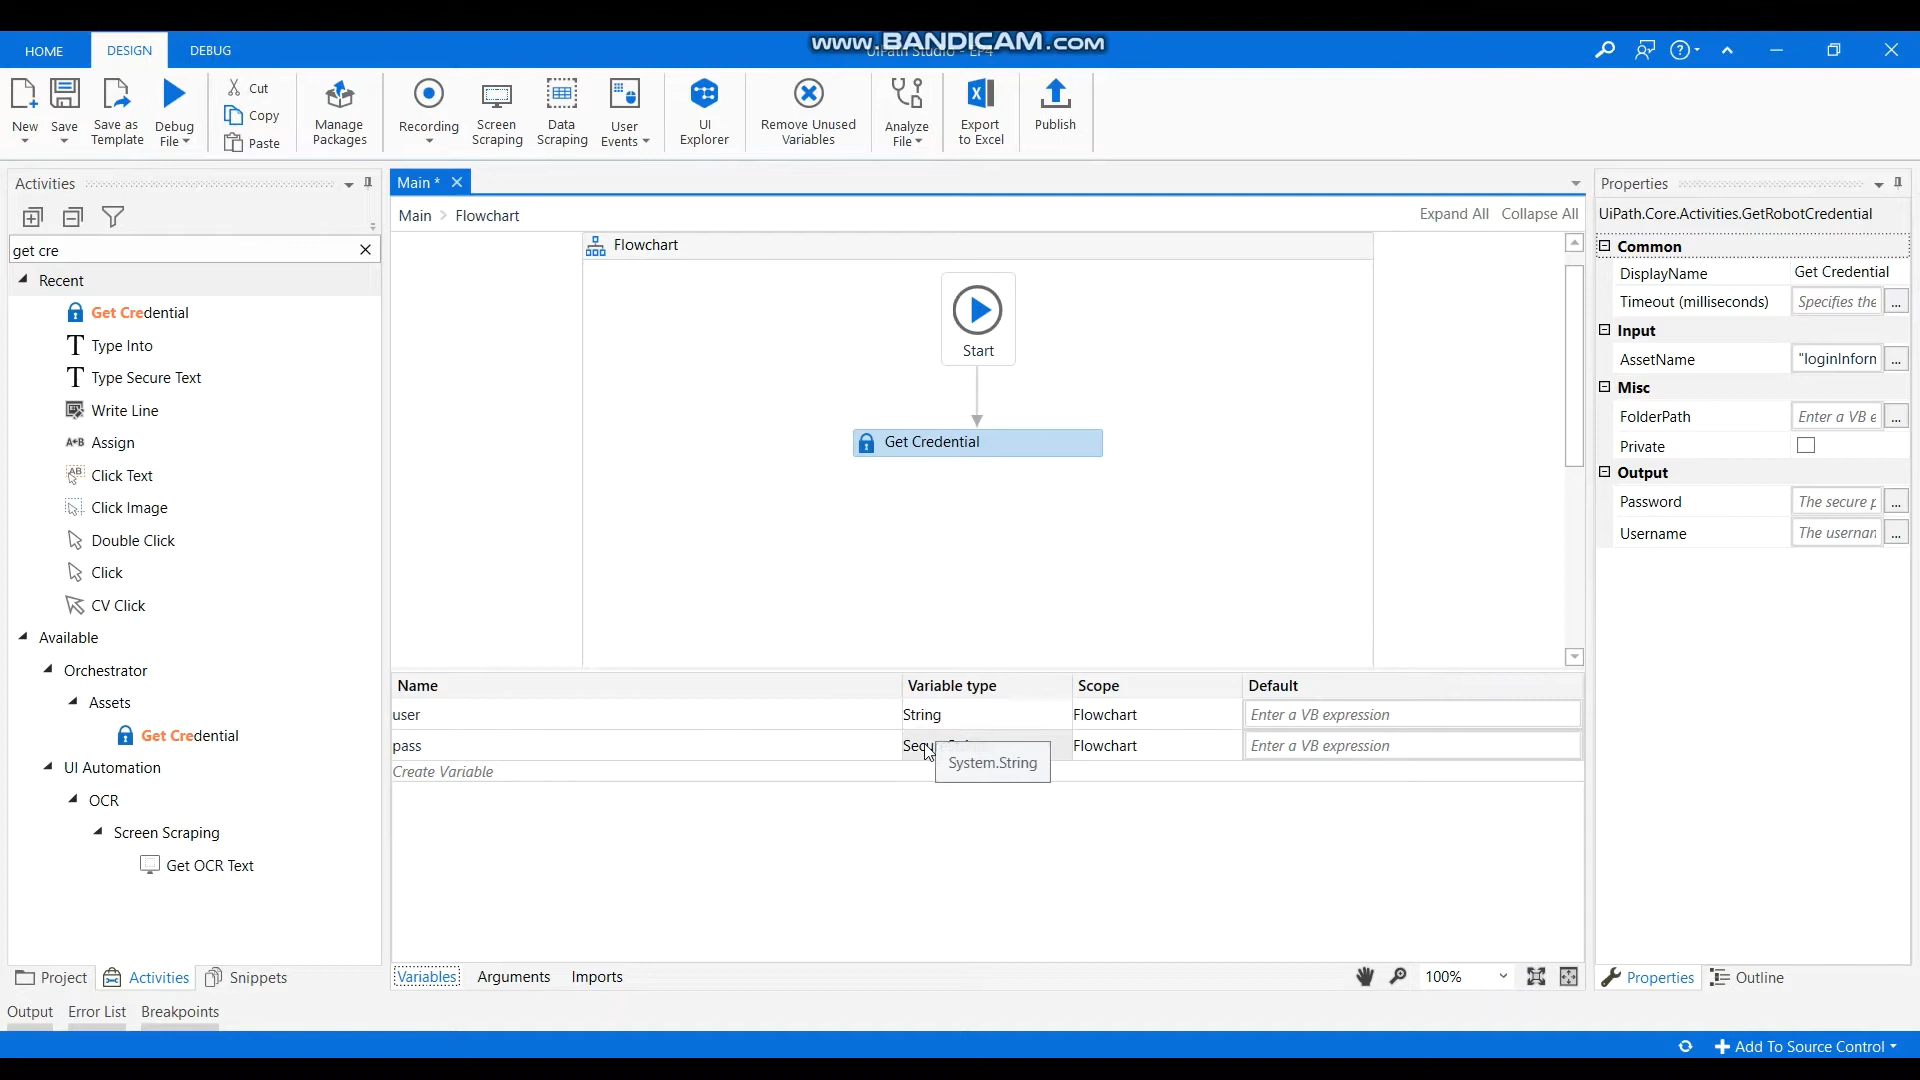 www.BANDICAM.com
HOME
DESIGN
DEBUG
UiPath Studio - EP4
New
Save
Save as Template
Debug File
Cut
Copy
Paste
Manage Packages
Recording
Screen Scraping
Data Scraping
User Events
UI Explorer
Remove Unused Variables
Analyze File
Export to Excel
Publish
Activities
get cre
Recent
Get Credential
Type Into
Type Secure Text
Write Line
A+B Assign
Click Text
Click Image
Double Click
Click
CV Click
Available
Orchestrator
Assets
Get Credential
UI Automation
OCR
Screen Scraping
Get OCR Text
Project
Activities
Snippets
Main *
Main > Flowchart
Expand All
Collapse All
Flowchart
Start
Get Credential
Name Variable type Scope Default
user String Flowchart Enter a VB expression
pass Flowchart Enter a VB expression
System.String
Create Variable
Variables
Arguments
Imports
100%
Properties
UiPath.Core.Activities.GetRobotCredential
Common
DisplayName Get Credential
Timeout (milliseconds) Specifies the ...
Input
AssetName "loginInforn ...
Misc
FolderPath Enter a VB e ...
Private
Output
Password The secure p ...
Username The usernan ...
Properties
Outline
Output
Error List
Breakpoints
Add To Source Control